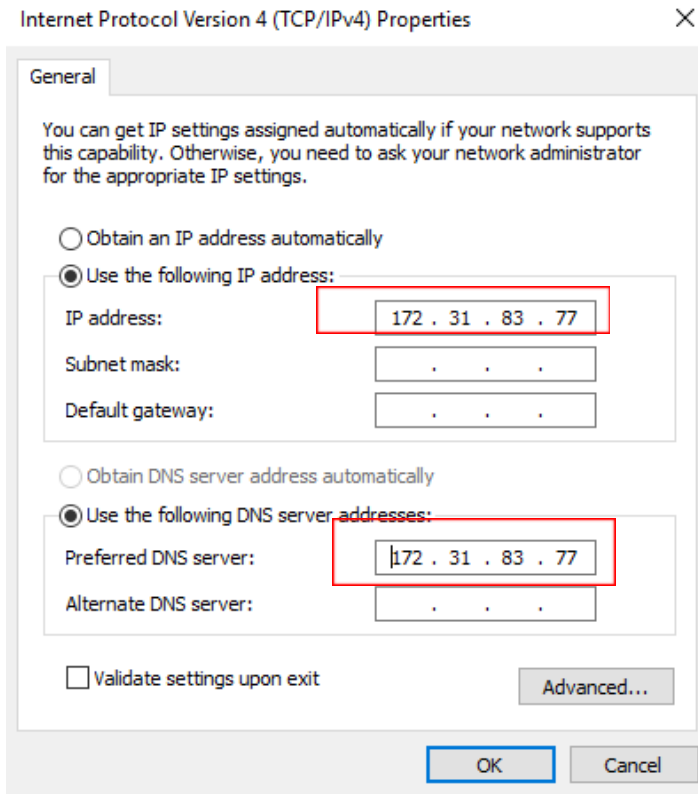 Internet Protocol Version 4 (TCP/IPv4) Properties
General
You can get IP settings assigned automatically if your network supports
this capability. Otherwise, you need to ask your network administrator
for the appropriate IP settings.
Obtain an IP address automatically
Use the following IP address:
IP address: 172 . 31 . 83 . 77
Subnet mask: . . .
Default gateway: . . .
Obtain DNS server address automatically
Use the following DNS server addresses:
Preferred DNS server: 172 . 31 . 83 . 77
Alternate DNS server: . . .
Validate settings upon exit
Advanced...
OK Cancel